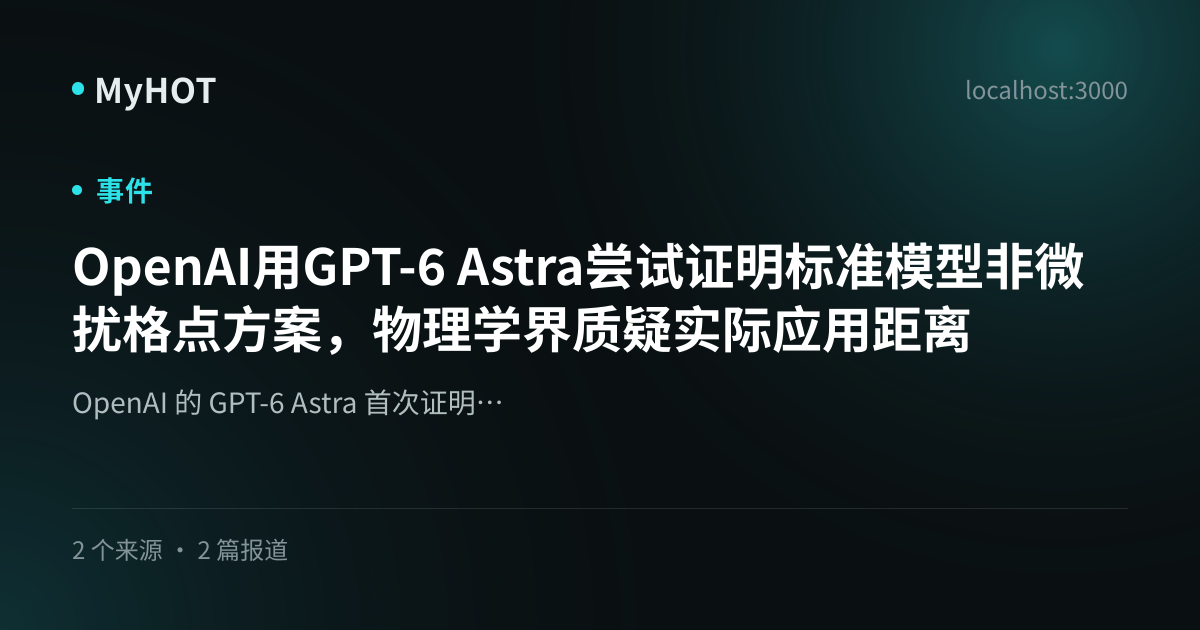 MyHOT
localhost:3000
事件
OpenAI用GPT-6 Astra尝试证明标准模型非微
扰格点方案，物理学界质疑实际应用距离
OpenAI 的 GPT-6 Astra 首次证明…
2 个来源 · 2 篇报道